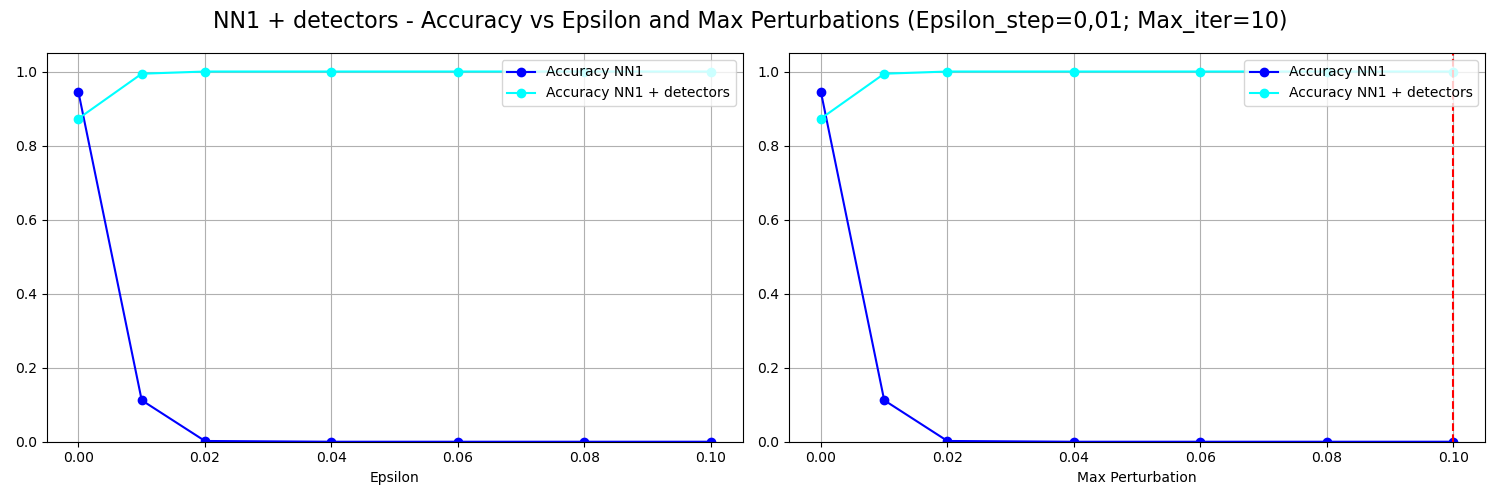 NN1 + detectors - Accuracy vs Epsilon and Max Perturbations (Epsilon_step=0,01; Max_iter=10)
1.0
0.8
0.6
0.4
0.2
0.0
0.00 0.02 0.04 0.06 0.08 0.10
Epsilon
Accuracy NN1
Accuracy NN1 + detectors
1.0
0.8
0.6
0.4
0.2
0.0
0.00 0.02 0.04 0.06 0.08 0.10
Max Perturbation
Accuracy NN1
Accuracy NN1 + detectors